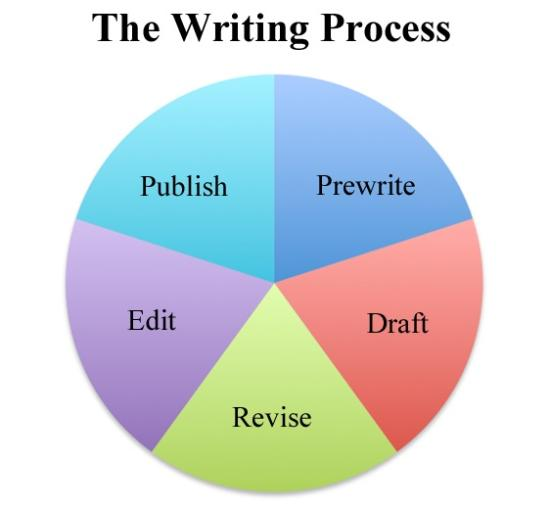 The Writing Process
Publish
Prewrite
Edit
Draft
Revise